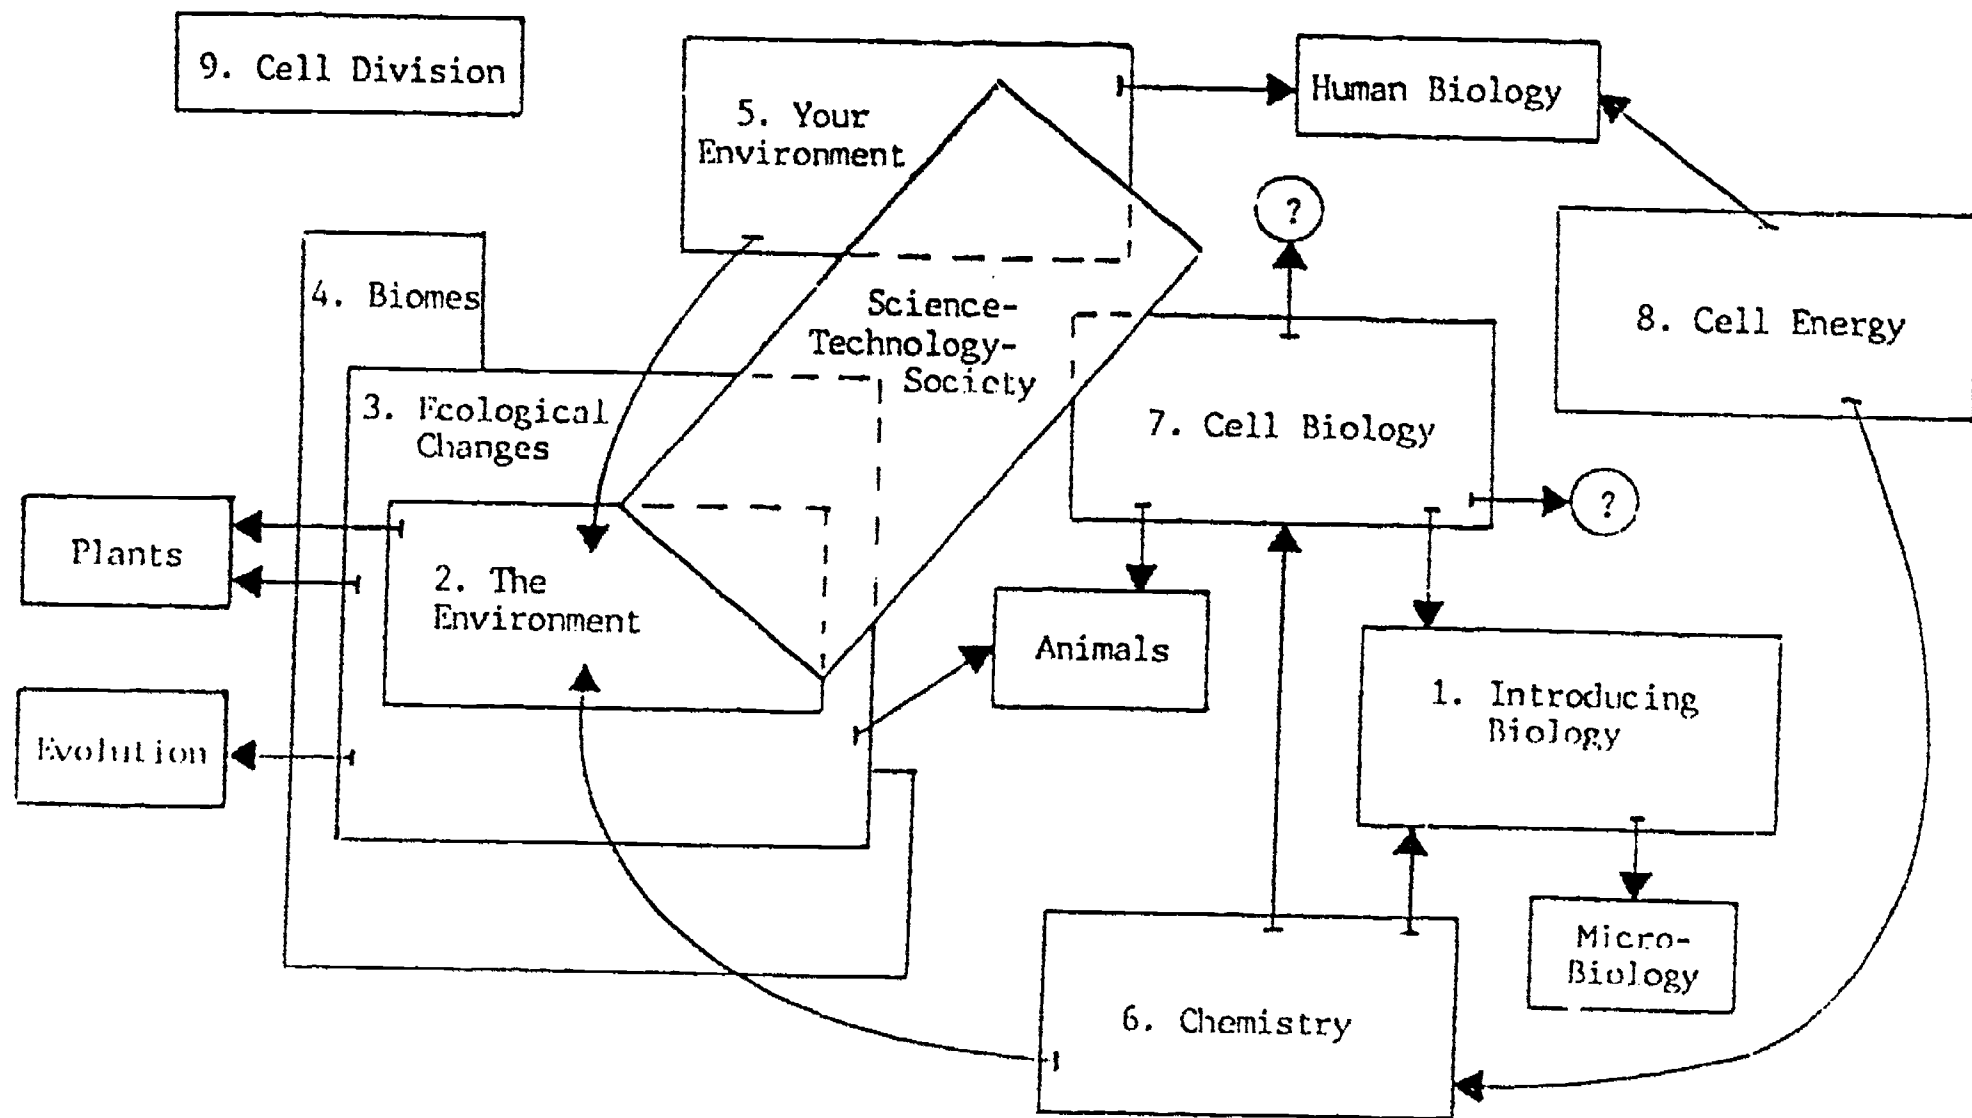 9. Cell Division
5. Your
Environment
Human Biology
?
4. Biomes
Science-
Technology-
Society
8. Cell Energy
3. Ecological
Changes
7. Cell Biology
?
Plants
2. The
Environment
Animals
1. Introducing
Biology
Evolution
Micro-
Biology
6. Chemistry